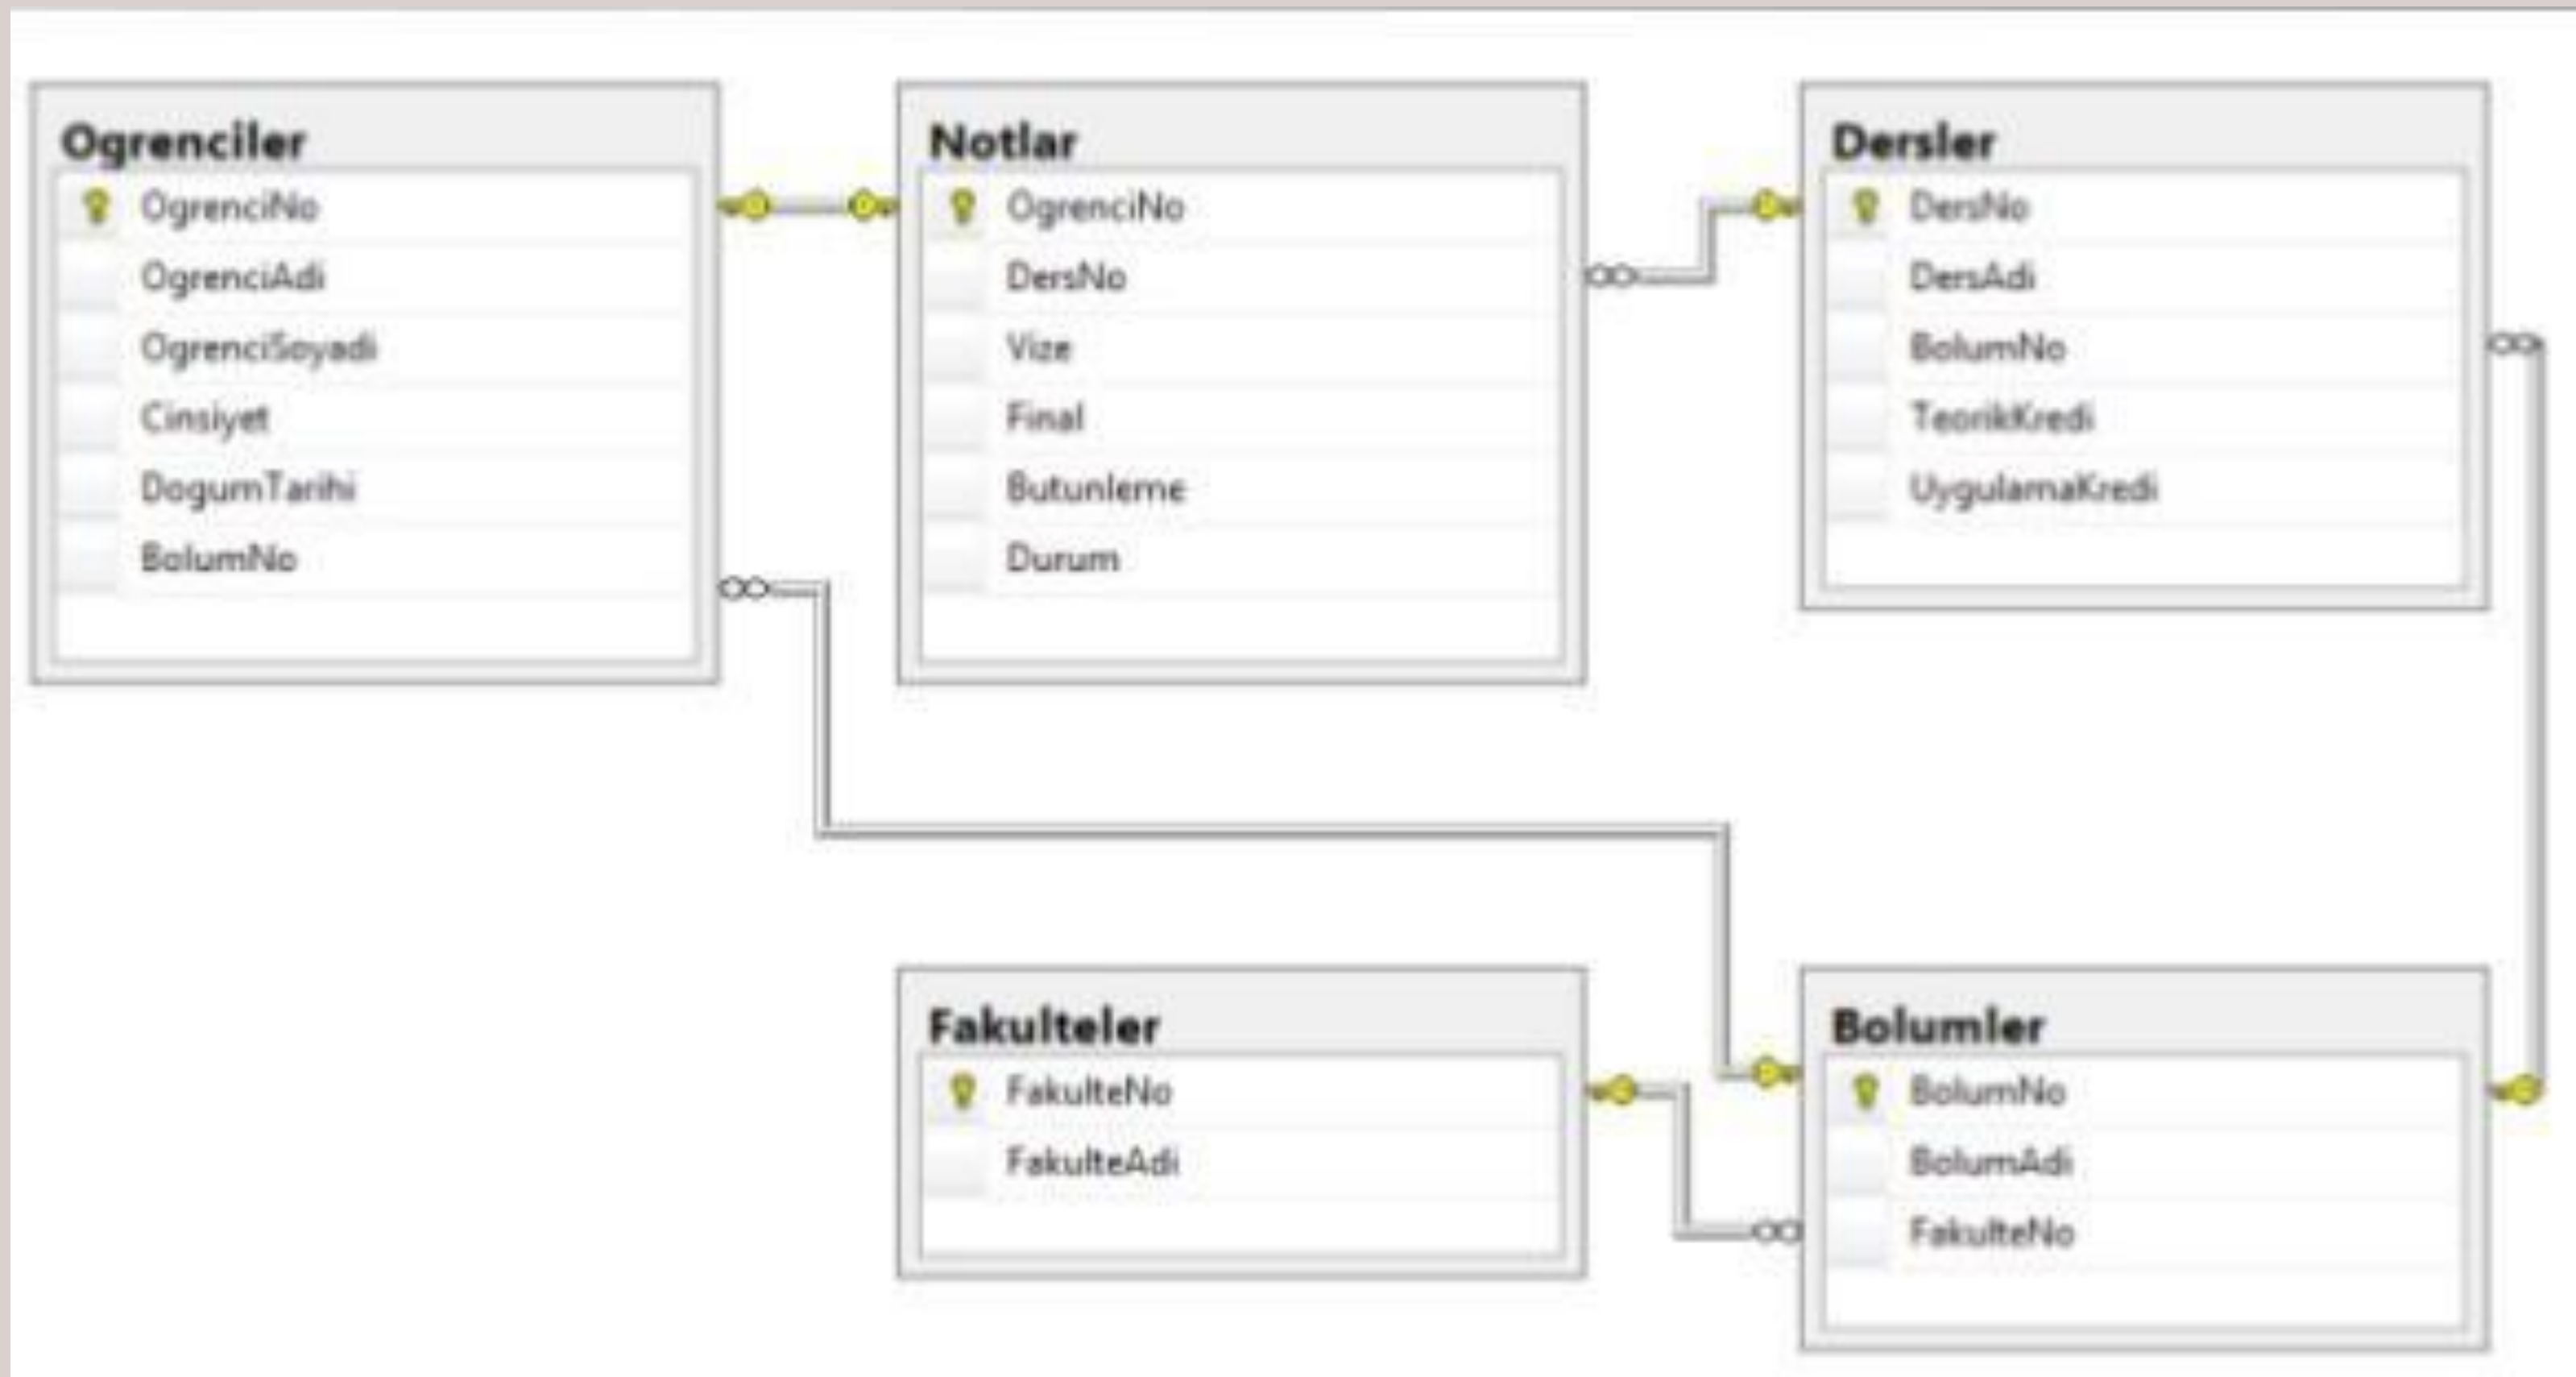 Ogrenciler
OgrenciNo
OgrenciAdi
OgrenciSoyadi
Cinsiyet
DogumTarihi
BolumNo
Notlar
OgrenciNo
DersNo
Vize
Final
Butunleme
Durum
Dersler
DersNo
DersAdi
BolumNo
TeorikKredi
UygulamaKredi
Fakulteler
FakulteNo
FakulteAdi
Bolumler
BolumNo
BolumAdi
FakulteNo